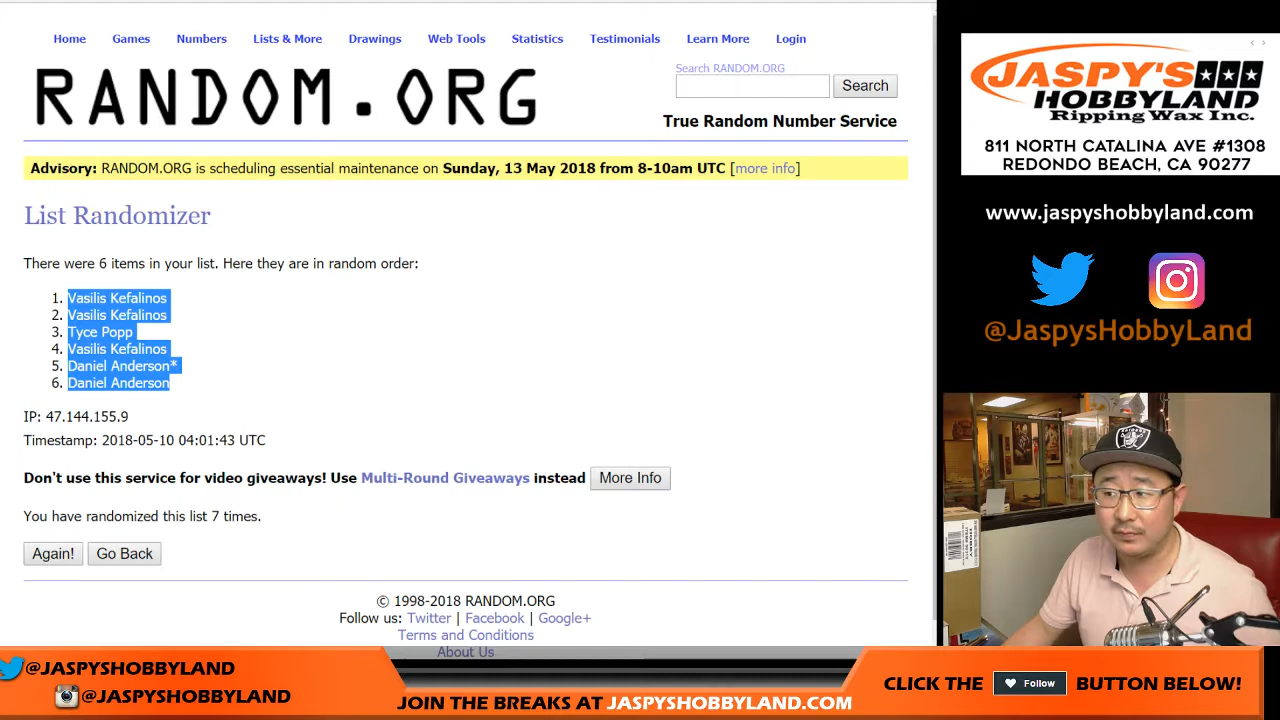 Home Games Numbers Lists & More Drawings Web Tools Statistics Testimonials Learn More Login
RANDOM.ORG
Search RANDOM.ORG
Search
True Random Number Service
Advisory: RANDOM.ORG is scheduling essential maintenance on Sunday, 13 May 2018 from 8-10am UTC [more info]
List Randomizer
There were 6 items in your list. Here they are in random order:
1. Vasilis Kefalinos
2. Vasilis Kefalinos
3. Tyce Popp
4. Vasilis Kefalinos
5. Daniel Anderson*
6. Daniel Anderson
IP: 47.144.155.9
Timestamp: 2018-05-10 04:01:43 UTC
Don't use this service for video giveaways! Use Multi-Round Giveaways instead More Info
You have randomized this list 7 times.
Again! Go Back
© 1998-2018 RANDOM.ORG
Follow us: Twitter | Facebook | Google+
Terms and Conditions
About Us
JASPY'S
HOBBYLAND
Ripping Wax Inc.
811 NORTH CATALINA AVE #1308
REDONDO BEACH, CA 90277
www.jaspyshobbyland.com
@JaspysHobbyLand
RAIDERS
@JASPYSHOBBYLAND
@JASPYSHOBBYLAND
JOIN THE BREAKS AT JASPYSHOBBYLAND.COM
CLICK THE Follow BUTTON BELOW!